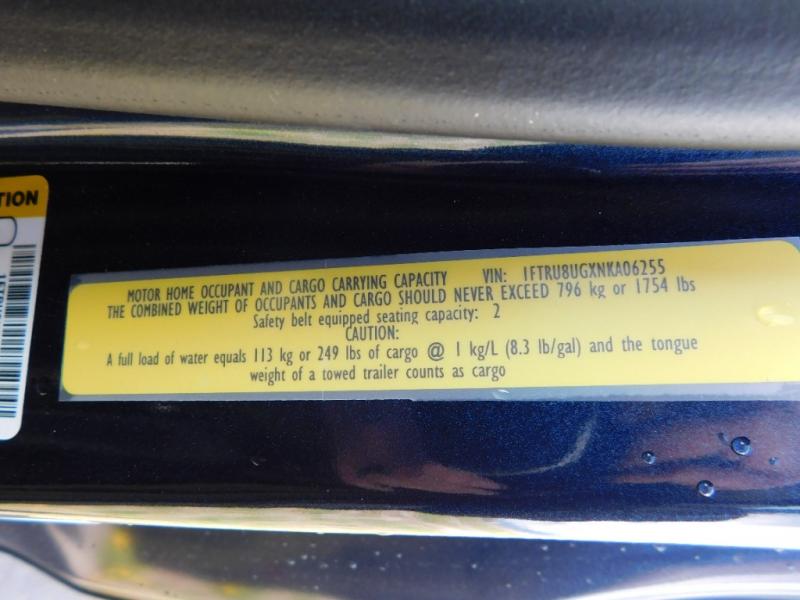 TION
MOTOR HOME OCCUPANT AND CARGO CARRYING CAPACITY VIN: 1FTRU8UGXNKA06255
THE COMBINED WEIGHT OF OCCUPANTS AND CARGO SHOULD NEVER EXCEED 796 kg or 1754 lbs
Safety belt equipped seating capacity: 2
CAUTION:
A full load of water equals 113 kg or 249 lbs of cargo @ 1 kg/L (8.3 lb/gal) and the tongue
weight of a towed trailer counts as cargo